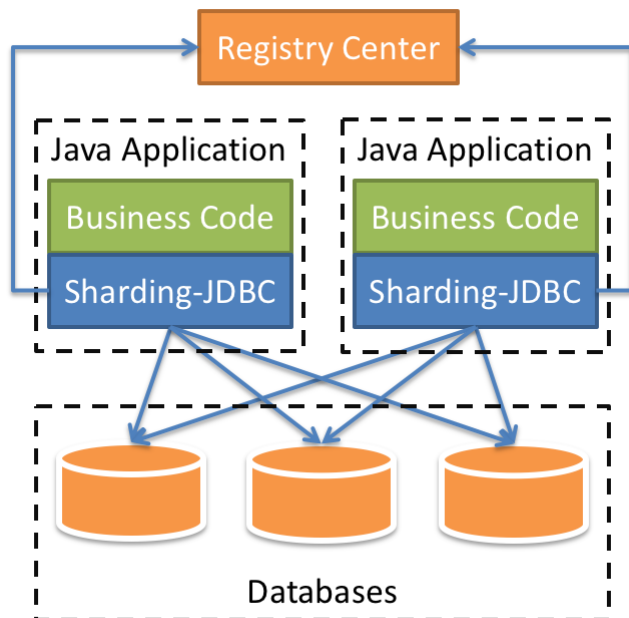 Registry Center
Java Application
Business Code
Sharding-JDBC
Java Application
Business Code
Sharding-JDBC
Databases